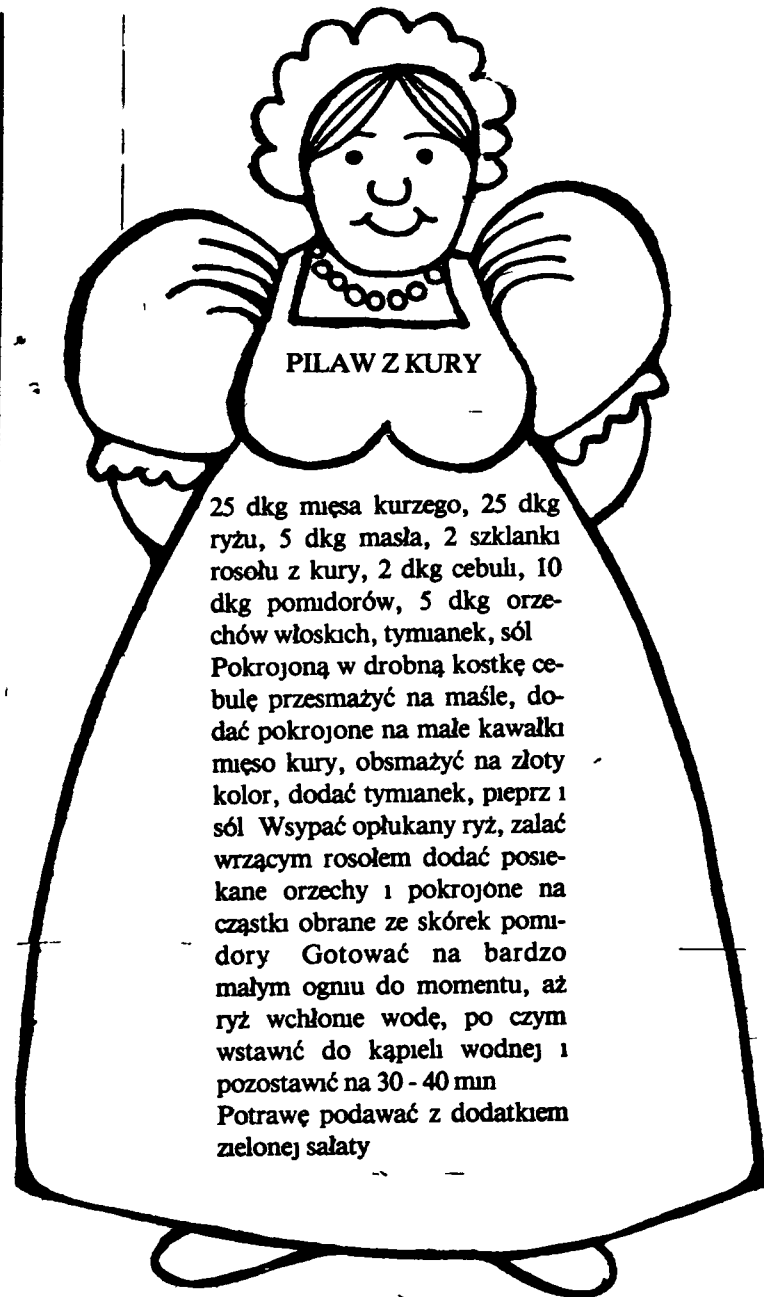 PILAW Z KURY
25 dkg mięsa kurzego, 25 dkg
ryżu, 5 dkg masła, 2 szklanki
rosołu z kury, 2 dkg cebuli, 10
dkg pomidorów, 5 dkg orze-
chów włoskich, tymianek, sól
Pokrojoną w drobną kostkę ce-
bulę przesmażyć na maśle, do-
dać pokrojone na małe kawałki
mięso kury, obsmażyć na złoty
kolor, dodać tymianek, pieprz i
sól Wsypać opłukany ryż, zalać
wrzącym rosołem dodać posie-
kane orzechy i pokrojone na
cząstki obrane ze skórek pomi-
dory Gotować na bardzo
małym ogniu do momentu, aż
ryż wchłonie wodę, po czym
wstawić do kąpieli wodnej i
pozostawić na 30 - 40 min
Potrawę podawać z dodatkiem
zielonej sałaty